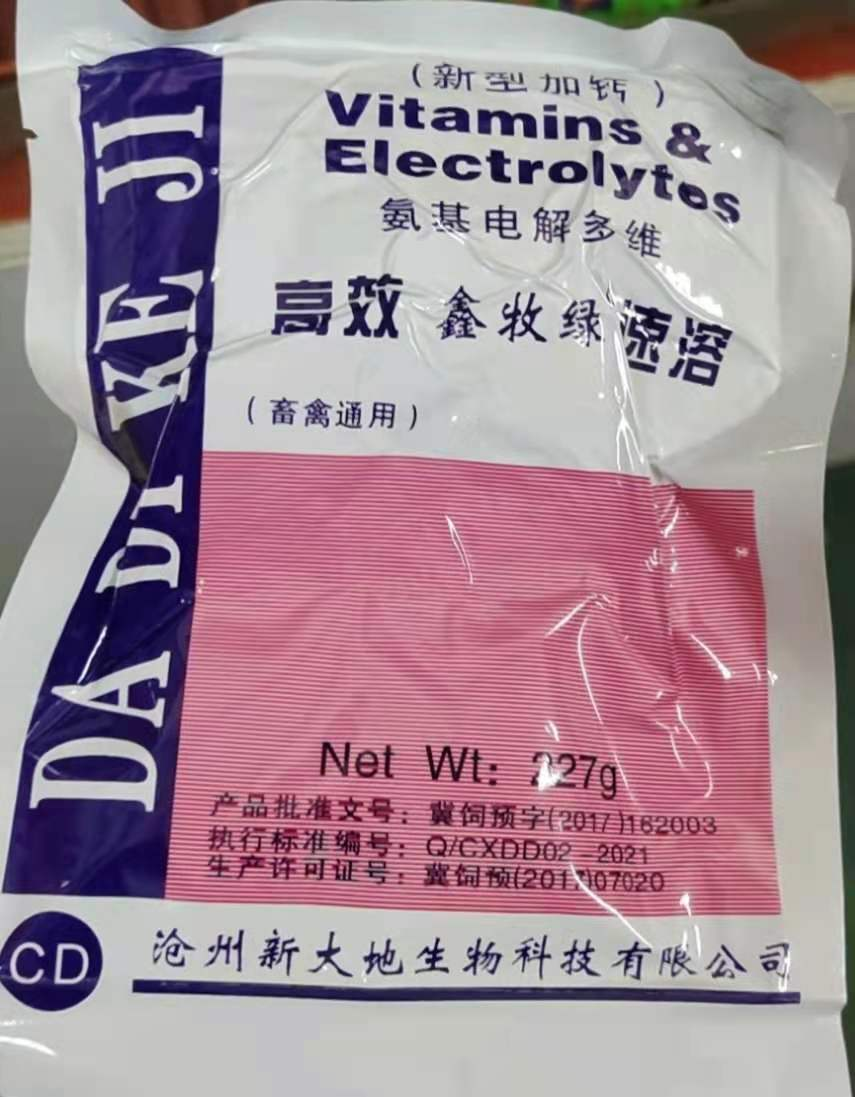 DA DI KE JI
（新型加钙）
Vitamins &
Electrolytes
氨基电解多维
高效 鑫牧绿 速溶
（畜禽通用）
Net Wt: 227g
产品批准文号：冀饲预字(2017)162003
执行标准编号：Q/CXDD02-2021
生产许可证号：冀饲预(2017)07020
CD
沧州新大地生物科技有限公司